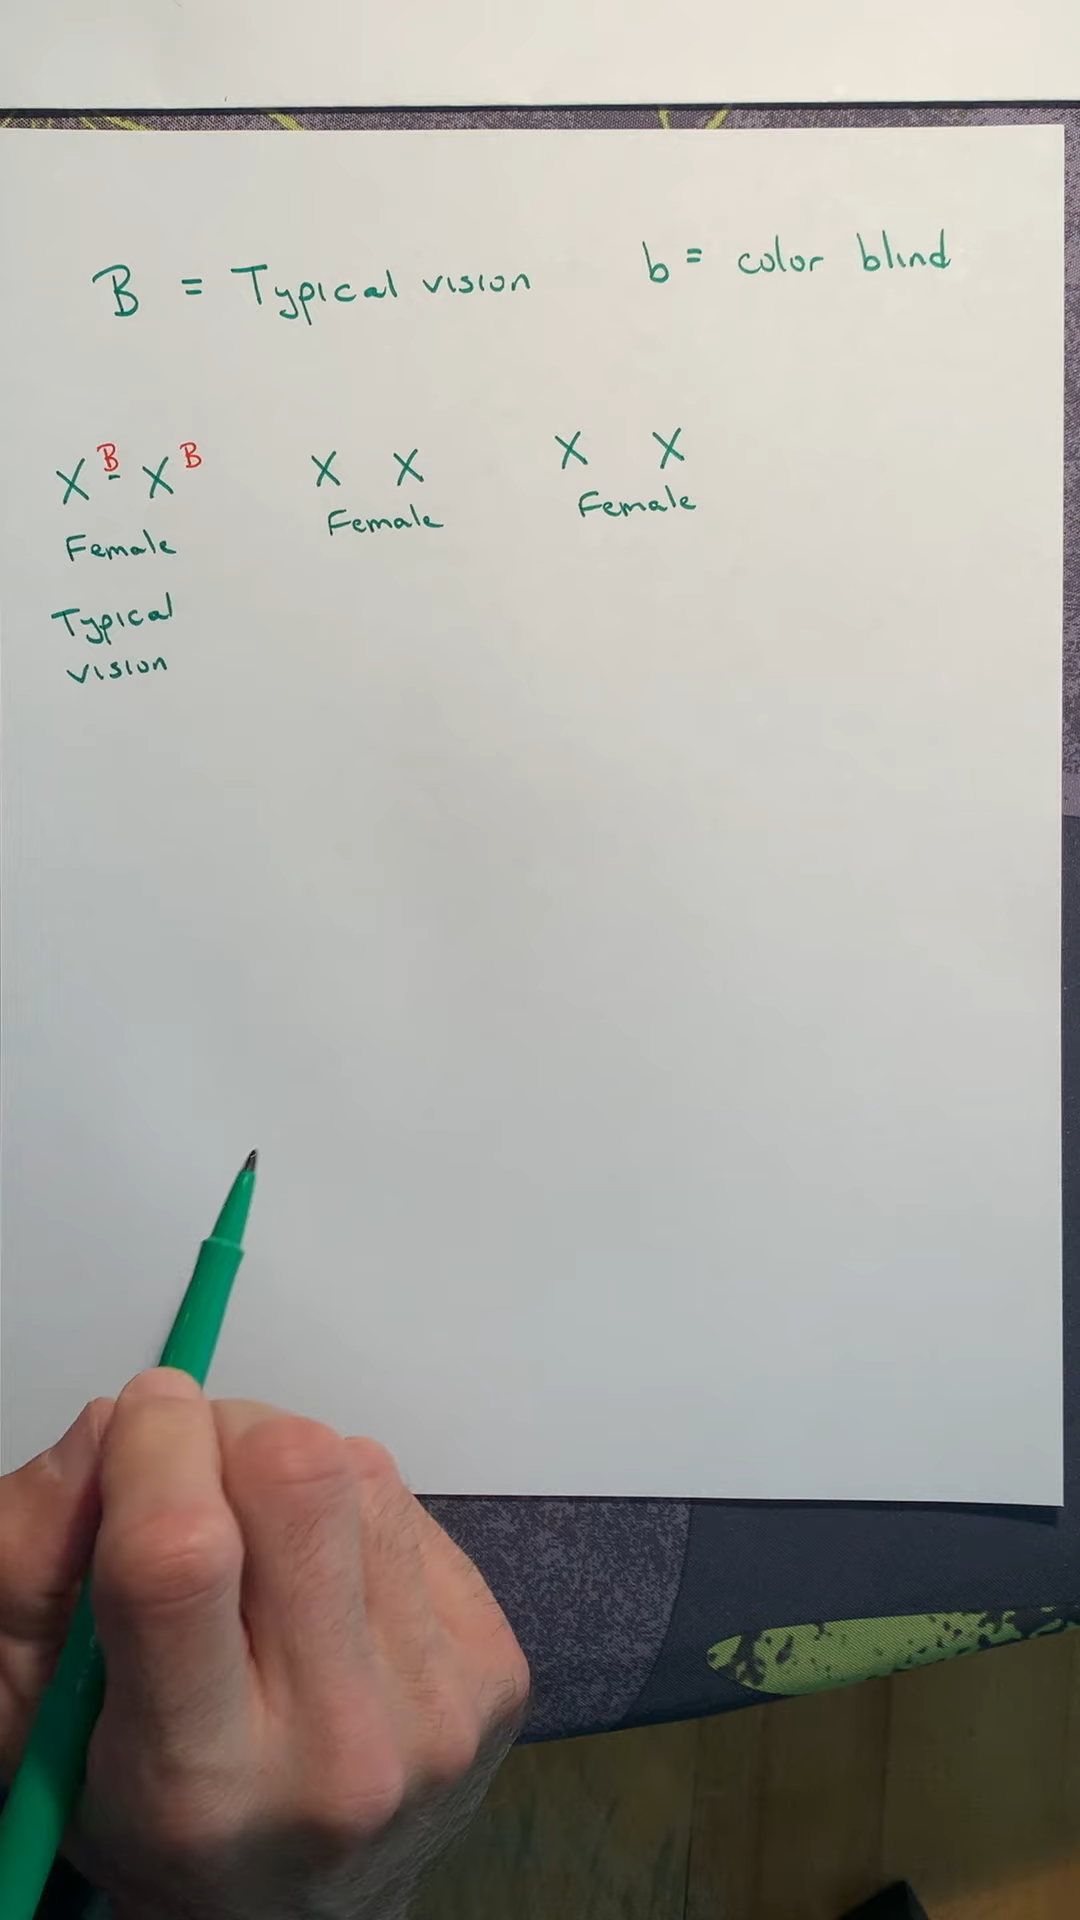 B = Typical vision
b = color blind
X^B X^B
Female
Typical
vision
X X
Female
X X
Female